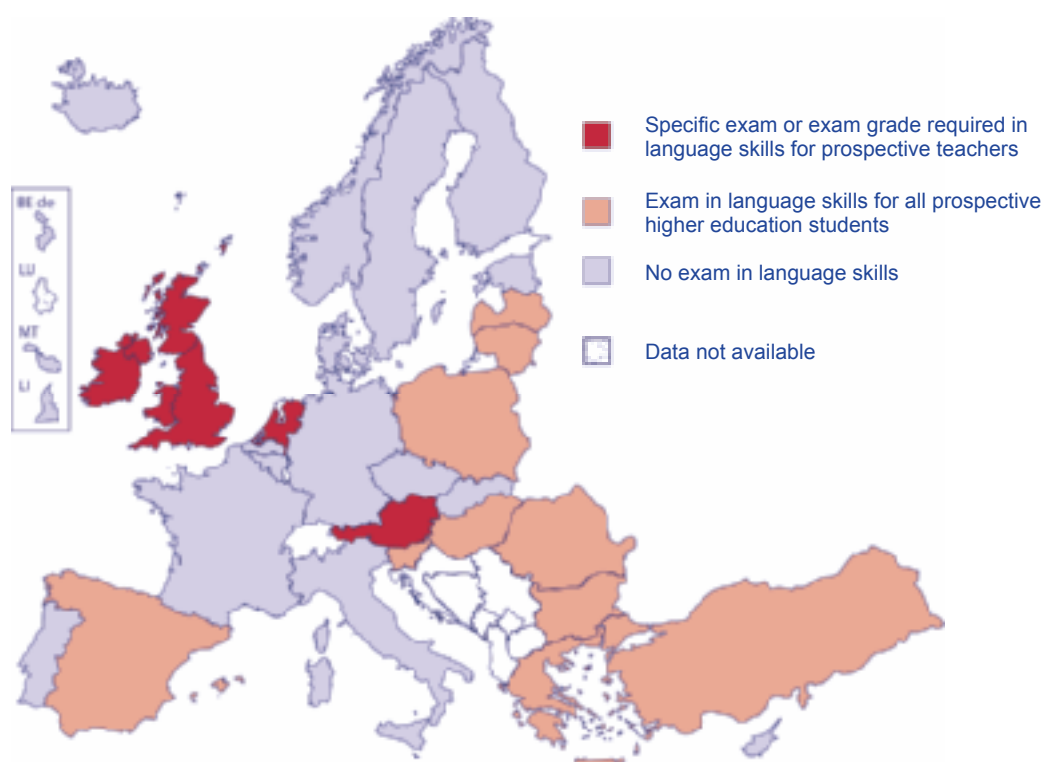 Specific exam or exam grade required in
language skills for prospective teachers
Exam in language skills for all prospective
higher education students
No exam in language skills
Data not available
BE de
LU
MT
LI